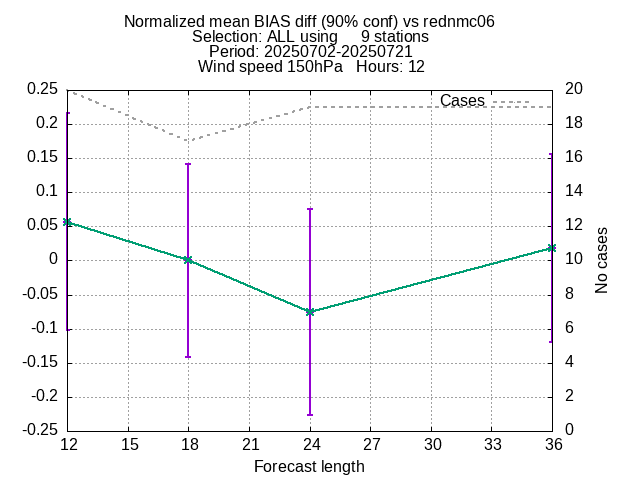 Normalized mean BIAS diff (90% conf) vs rednmc06
Selection: ALL using     9 stations
Period: 20250702-20250721
Wind speed 150hPa   Hours: 12
Cases
0.25
0.2
0.15
0.1
0.05
0
-0.05
-0.1
-0.15
-0.2
-0.25
20
18
16
14
12
10
8
6
4
2
0
No cases
12 15 18 21 24 27 30 33 36
Forecast length